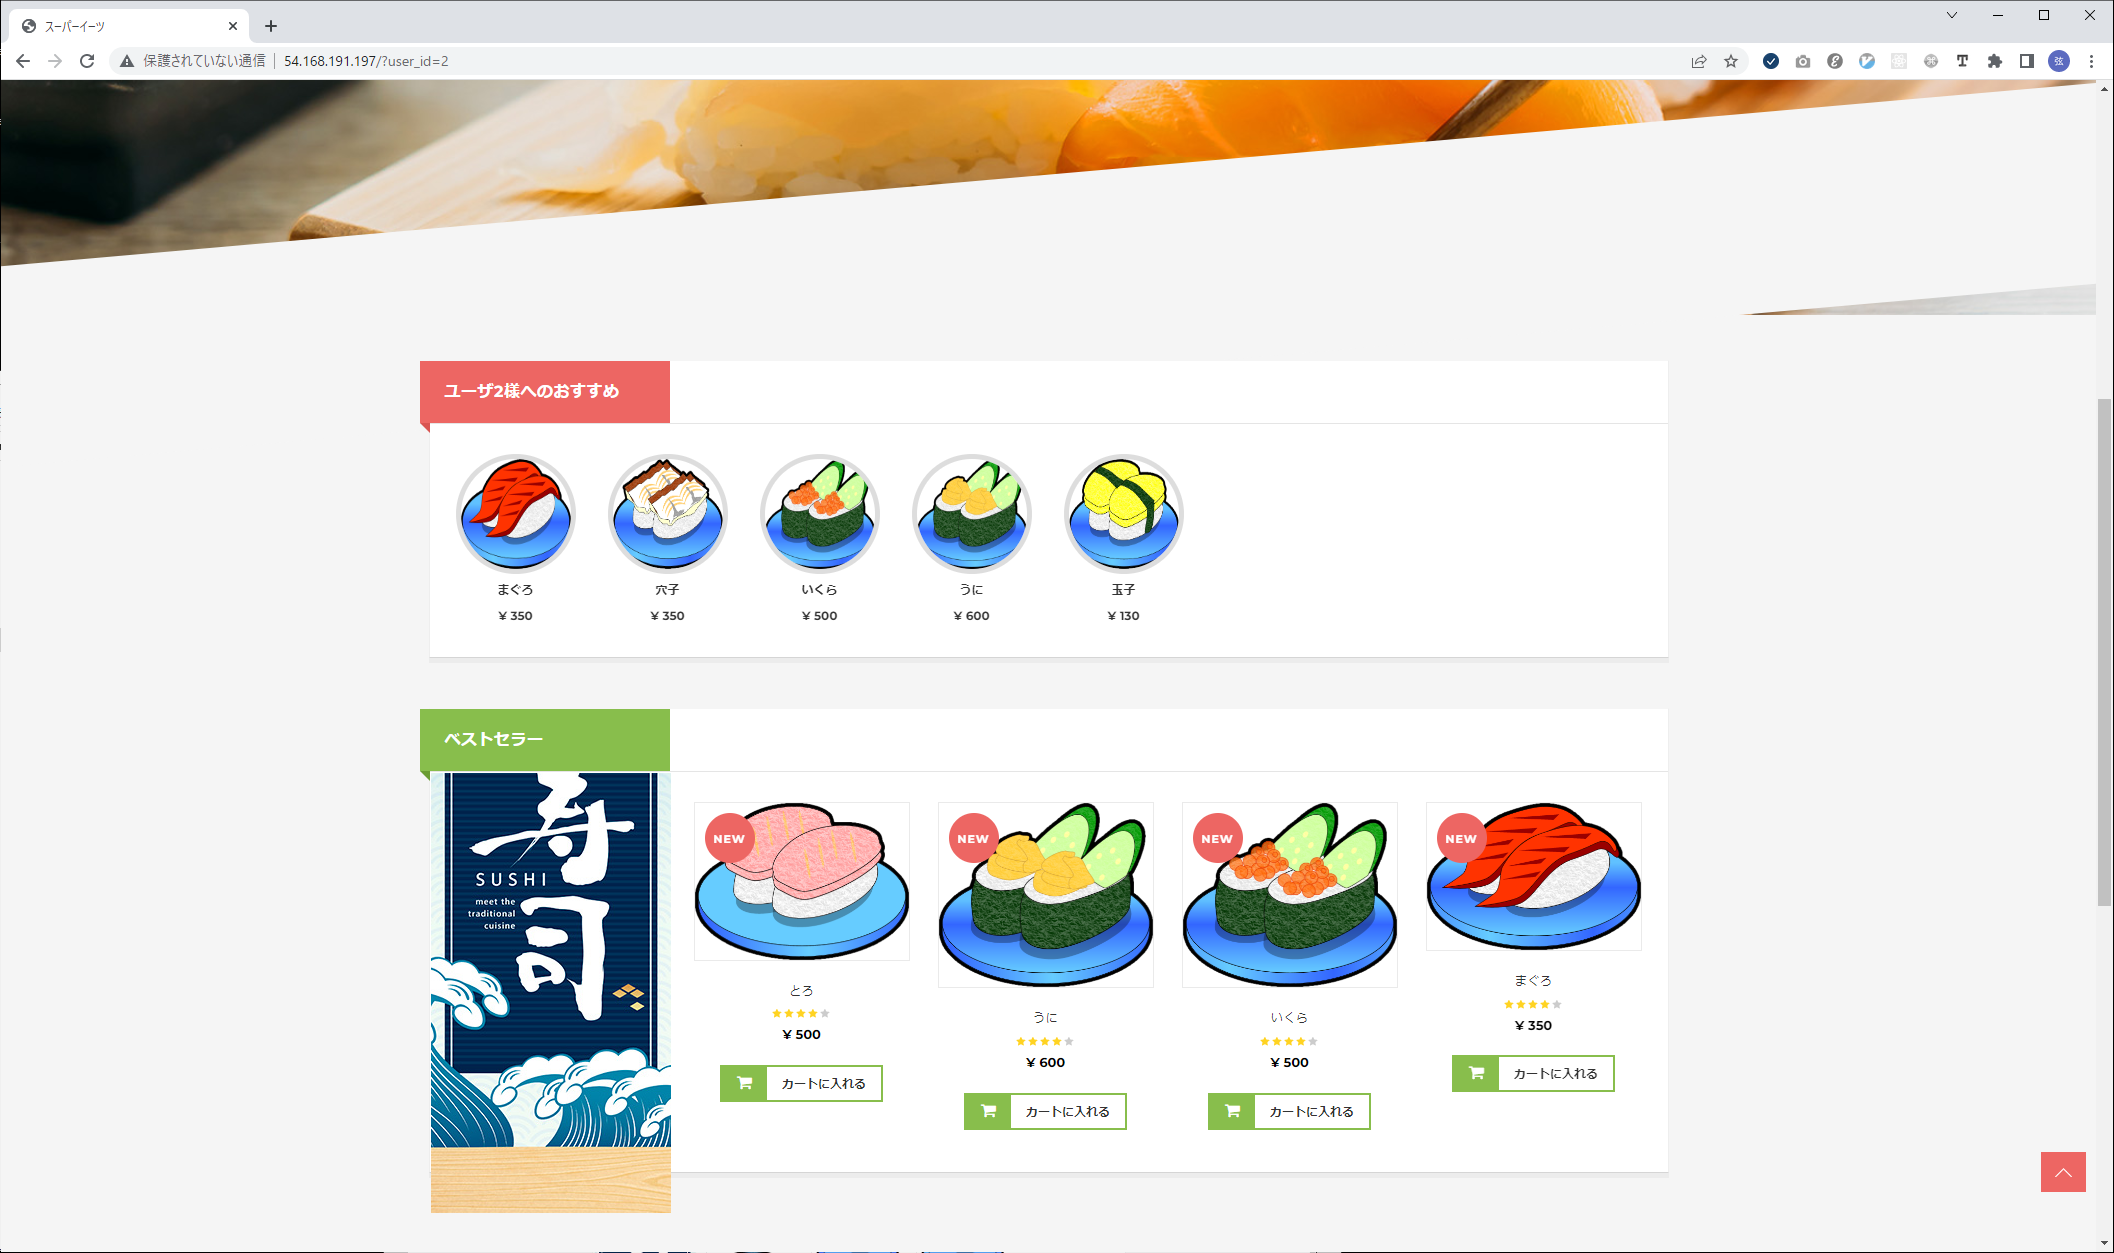 スーパーイーツ
保護されていない通信 54.168.191.197/?user_id=2
弦
ユーザ2様へのおすすめ
まぐろ
¥ 350
穴子
¥ 350
いくら
¥ 500
うに
¥ 600
玉子
¥ 130
ベストセラー
寿司
SUSHI
meet the
traditional
cuisine
NEW
とろ
¥ 500
カートに入れる
NEW
うに
¥ 600
カートに入れる
NEW
いくら
¥ 500
カートに入れる
NEW
まぐろ
¥ 350
カートに入れる